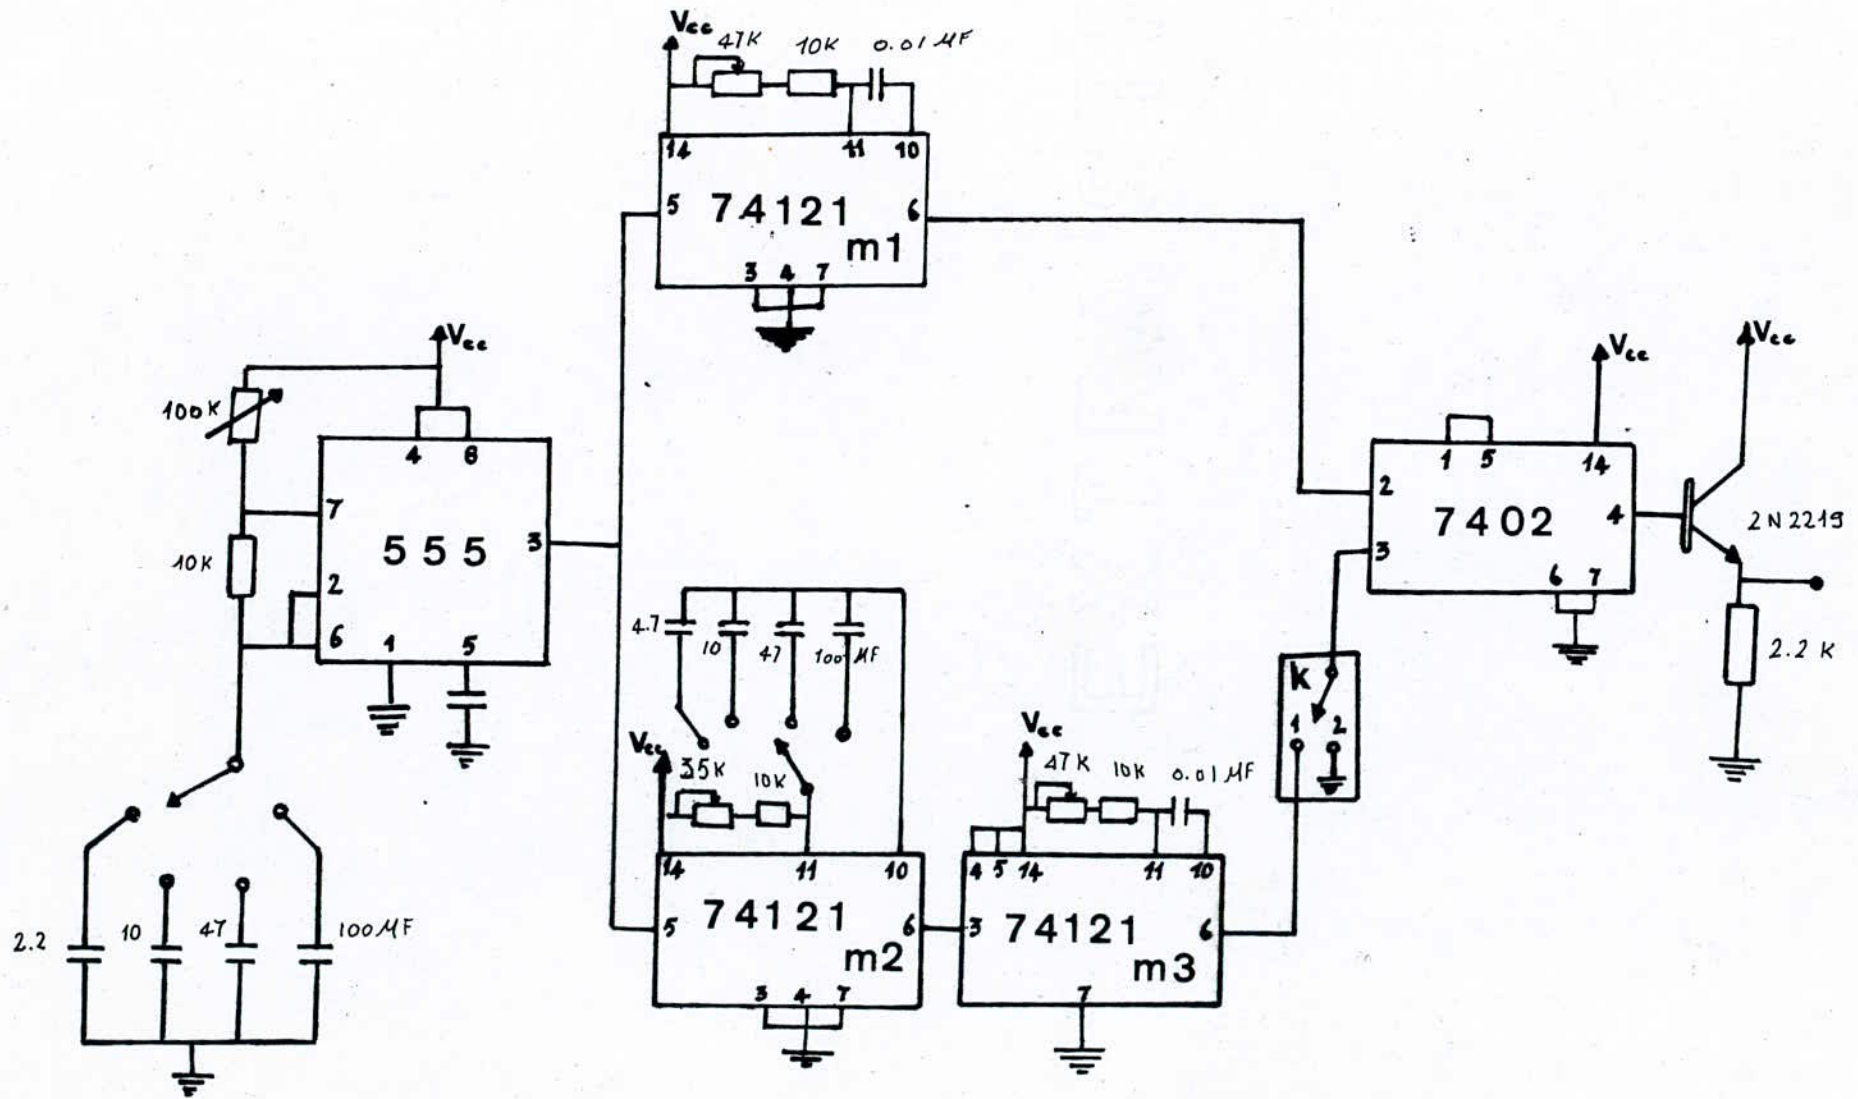 Vcc
47K 10K 0.01 µF
14 11 10
5 74121 6
m1
3 4 7
Vcc
100K
4 8
7
555 3
10K
2
6 1 5
2.2 10 47 100µF
4.7 10 47 100 µF
Vcc
35K 10K
14 11 10
5 74121 6
m2
3 4 7
Vcc
47K 10K 0.01 µF
4 5 14 11 10
3 74121 6
m3
7
k
1 2
Vcc
1 5 14
2
7402 4
3
6 7
Vcc
2N2219
2.2 K